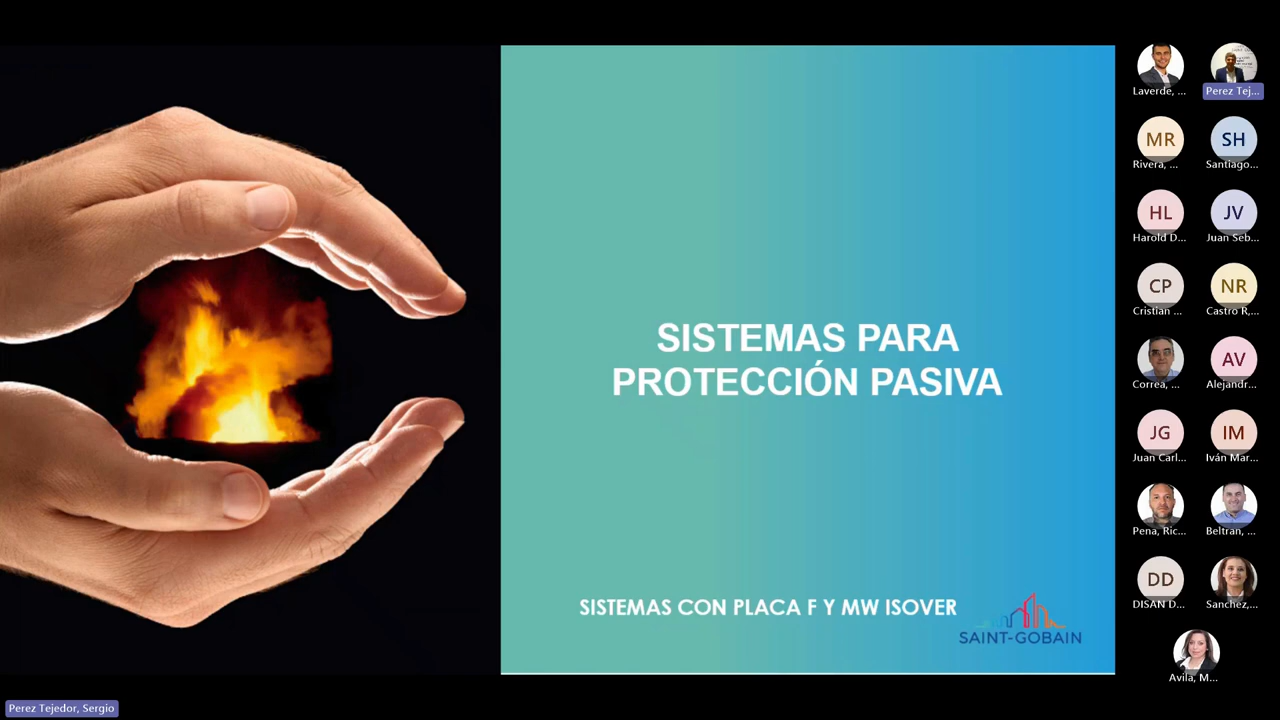 SISTEMAS PARA
PROTECCIÓN PASIVA
SISTEMAS CON PLACA F Y MW ISOVER
SAINT-GOBAIN
Laverde, ...
Perez Tej...
MR
SH
Rivera, ...
Santiago...
HL
JV
Harold D...
Juan Seb...
CP
NR
Cristian ...
Castro R,...
AV
Correa, ...
Alejandr...
JG
IM
Juan Carl...
Iván Mar...
Pena, Ric...
Beltran, ...
DD
DISAN D...
Sanchez,...
Avila, M...
Perez Tejedor, Sergio